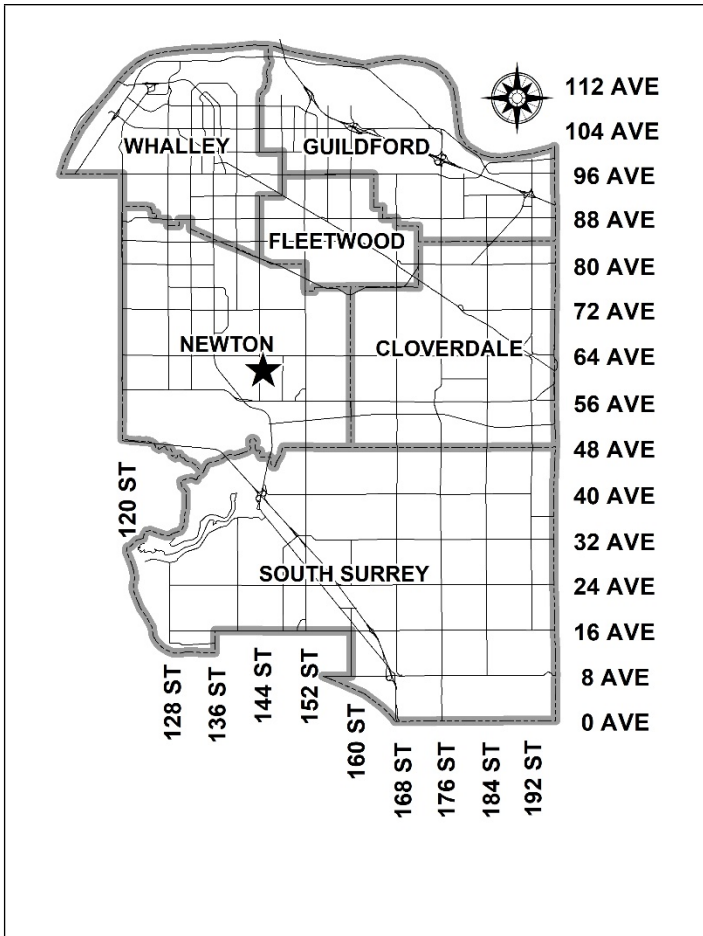 112 AVE
104 AVE
WHALLEY
GUILDFORD
96 AVE
88 AVE
FLEETWOOD
80 AVE
72 AVE
NEWTON
CLOVERDALE
64 AVE
56 AVE
48 AVE
120 ST
40 AVE
32 AVE
SOUTH SURREY
24 AVE
16 AVE
8 AVE
0 AVE
128 ST
136 ST
144 ST
152 ST
160 ST
168 ST
176 ST
184 ST
192 ST